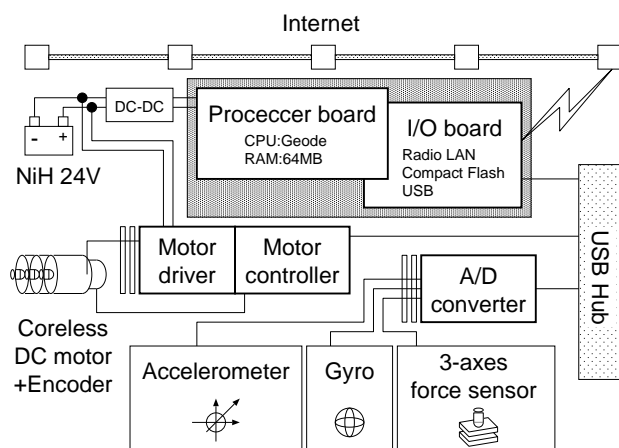 Internet
DC-DC
- +
NiH 24V
Proceccer board
CPU:Geode
RAM:64MB
I/O board
Radio LAN
Compact Flash
USB
USB Hub
Motor
driver
Motor
controller
A/D
converter
Coreless
DC motor
+Encoder
Accelerometer
Gyro
3-axes
force sensor